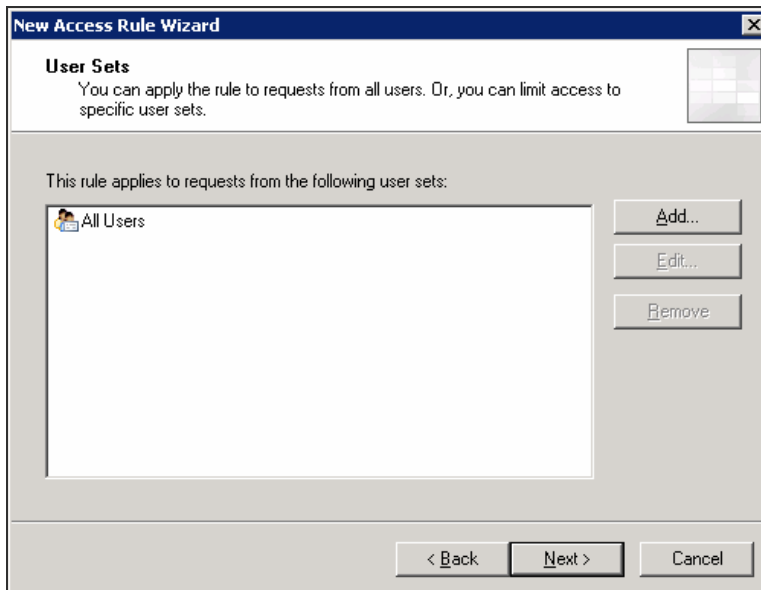 New Access Rule Wizard
User Sets
You can apply the rule to requests from all users. Or, you can limit access to
specific user sets.
This rule applies to requests from the following user sets:
All Users
Add...
Edit...
Remove
< Back
Next >
Cancel